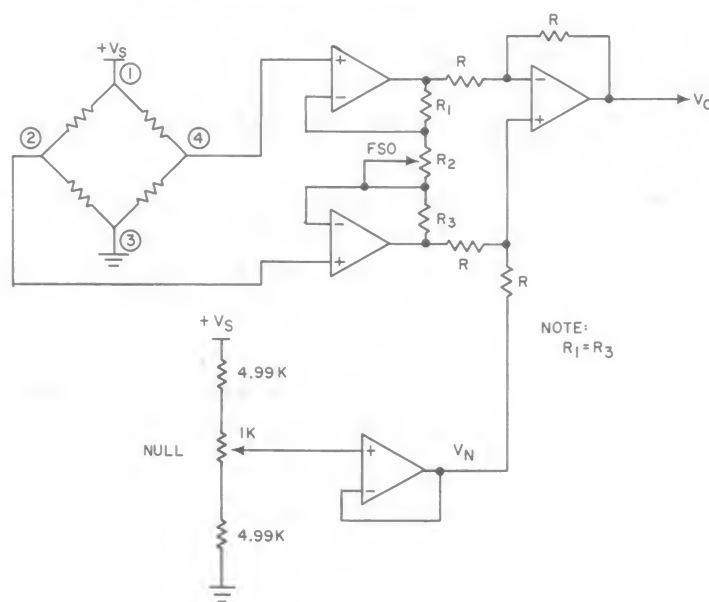 +VS
①
②
④
③
+
−
R
R
−
+
VO
R1
FSO
R2
R3
−
+
R
R
NOTE:
R1 = R3
+VS
4.99K
1K
NULL
4.99K
+
−
VN